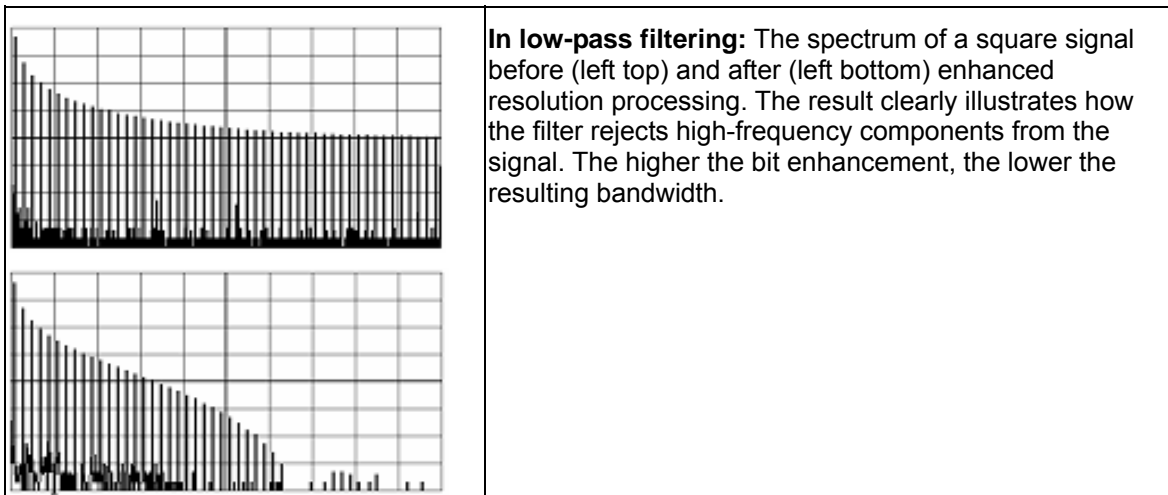 In low-pass filtering: The spectrum of a square signal
before (left top) and after (left bottom) enhanced
resolution processing. The result clearly illustrates how
the filter rejects high-frequency components from the
signal. The higher the bit enhancement, the lower the
resulting bandwidth.